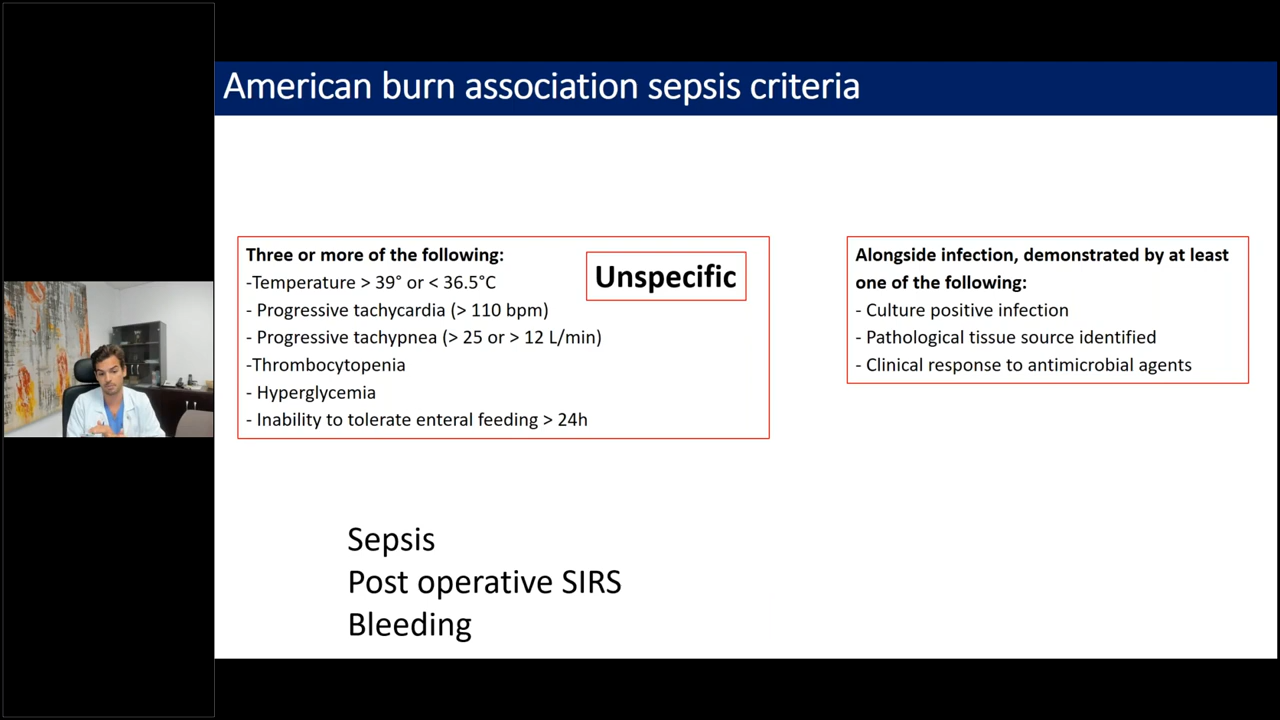 American burn association sepsis criteria
Three or more of the following:
-Temperature > 39° or < 36.5°C
- Progressive tachycardia (> 110 bpm)
- Progressive tachypnea (> 25 or > 12 L/min)
-Thrombocytopenia
- Hyperglycemia
- Inability to tolerate enteral feeding > 24h
Unspecific
Alongside infection, demonstrated by at least
one of the following:
- Culture positive infection
- Pathological tissue source identified
- Clinical response to antimicrobial agents
Sepsis
Post operative SIRS
Bleeding